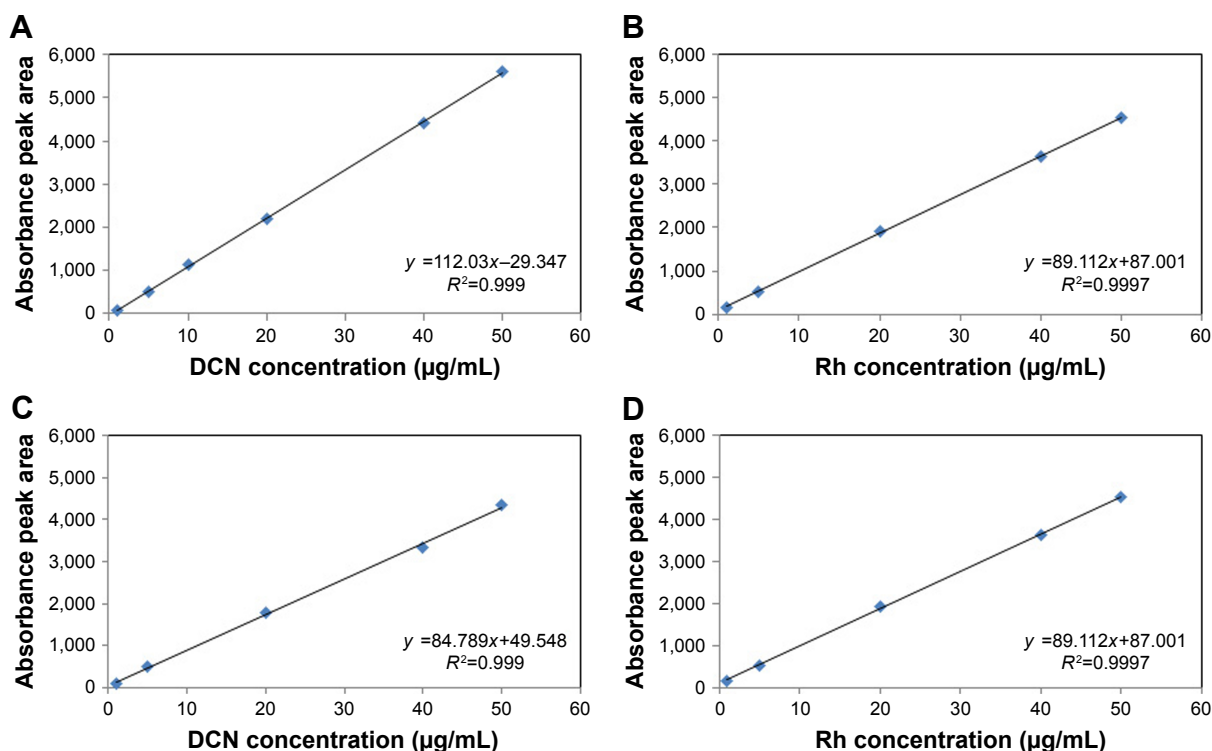 A
Absorbance peak area
6,000
5,000
4,000
3,000
2,000
1,000
0
0 10 20 30 40 50 60
y =112.03x–29.347
R²=0.999
DCN concentration (µg/mL)
B
Absorbance peak area
6,000
5,000
4,000
3,000
2,000
1,000
0
0 10 20 30 40 50 60
y =89.112x+87.001
R²=0.9997
Rh concentration (µg/mL)
C
Absorbance peak area
6,000
5,000
4,000
3,000
2,000
1,000
0
0 10 20 30 40 50 60
y =84.789x+49.548
R²=0.999
DCN concentration (µg/mL)
D
Absorbance peak area
6,000
5,000
4,000
3,000
2,000
1,000
0
0 10 20 30 40 50 60
y =89.112x+87.001
R²=0.9997
Rh concentration (µg/mL)